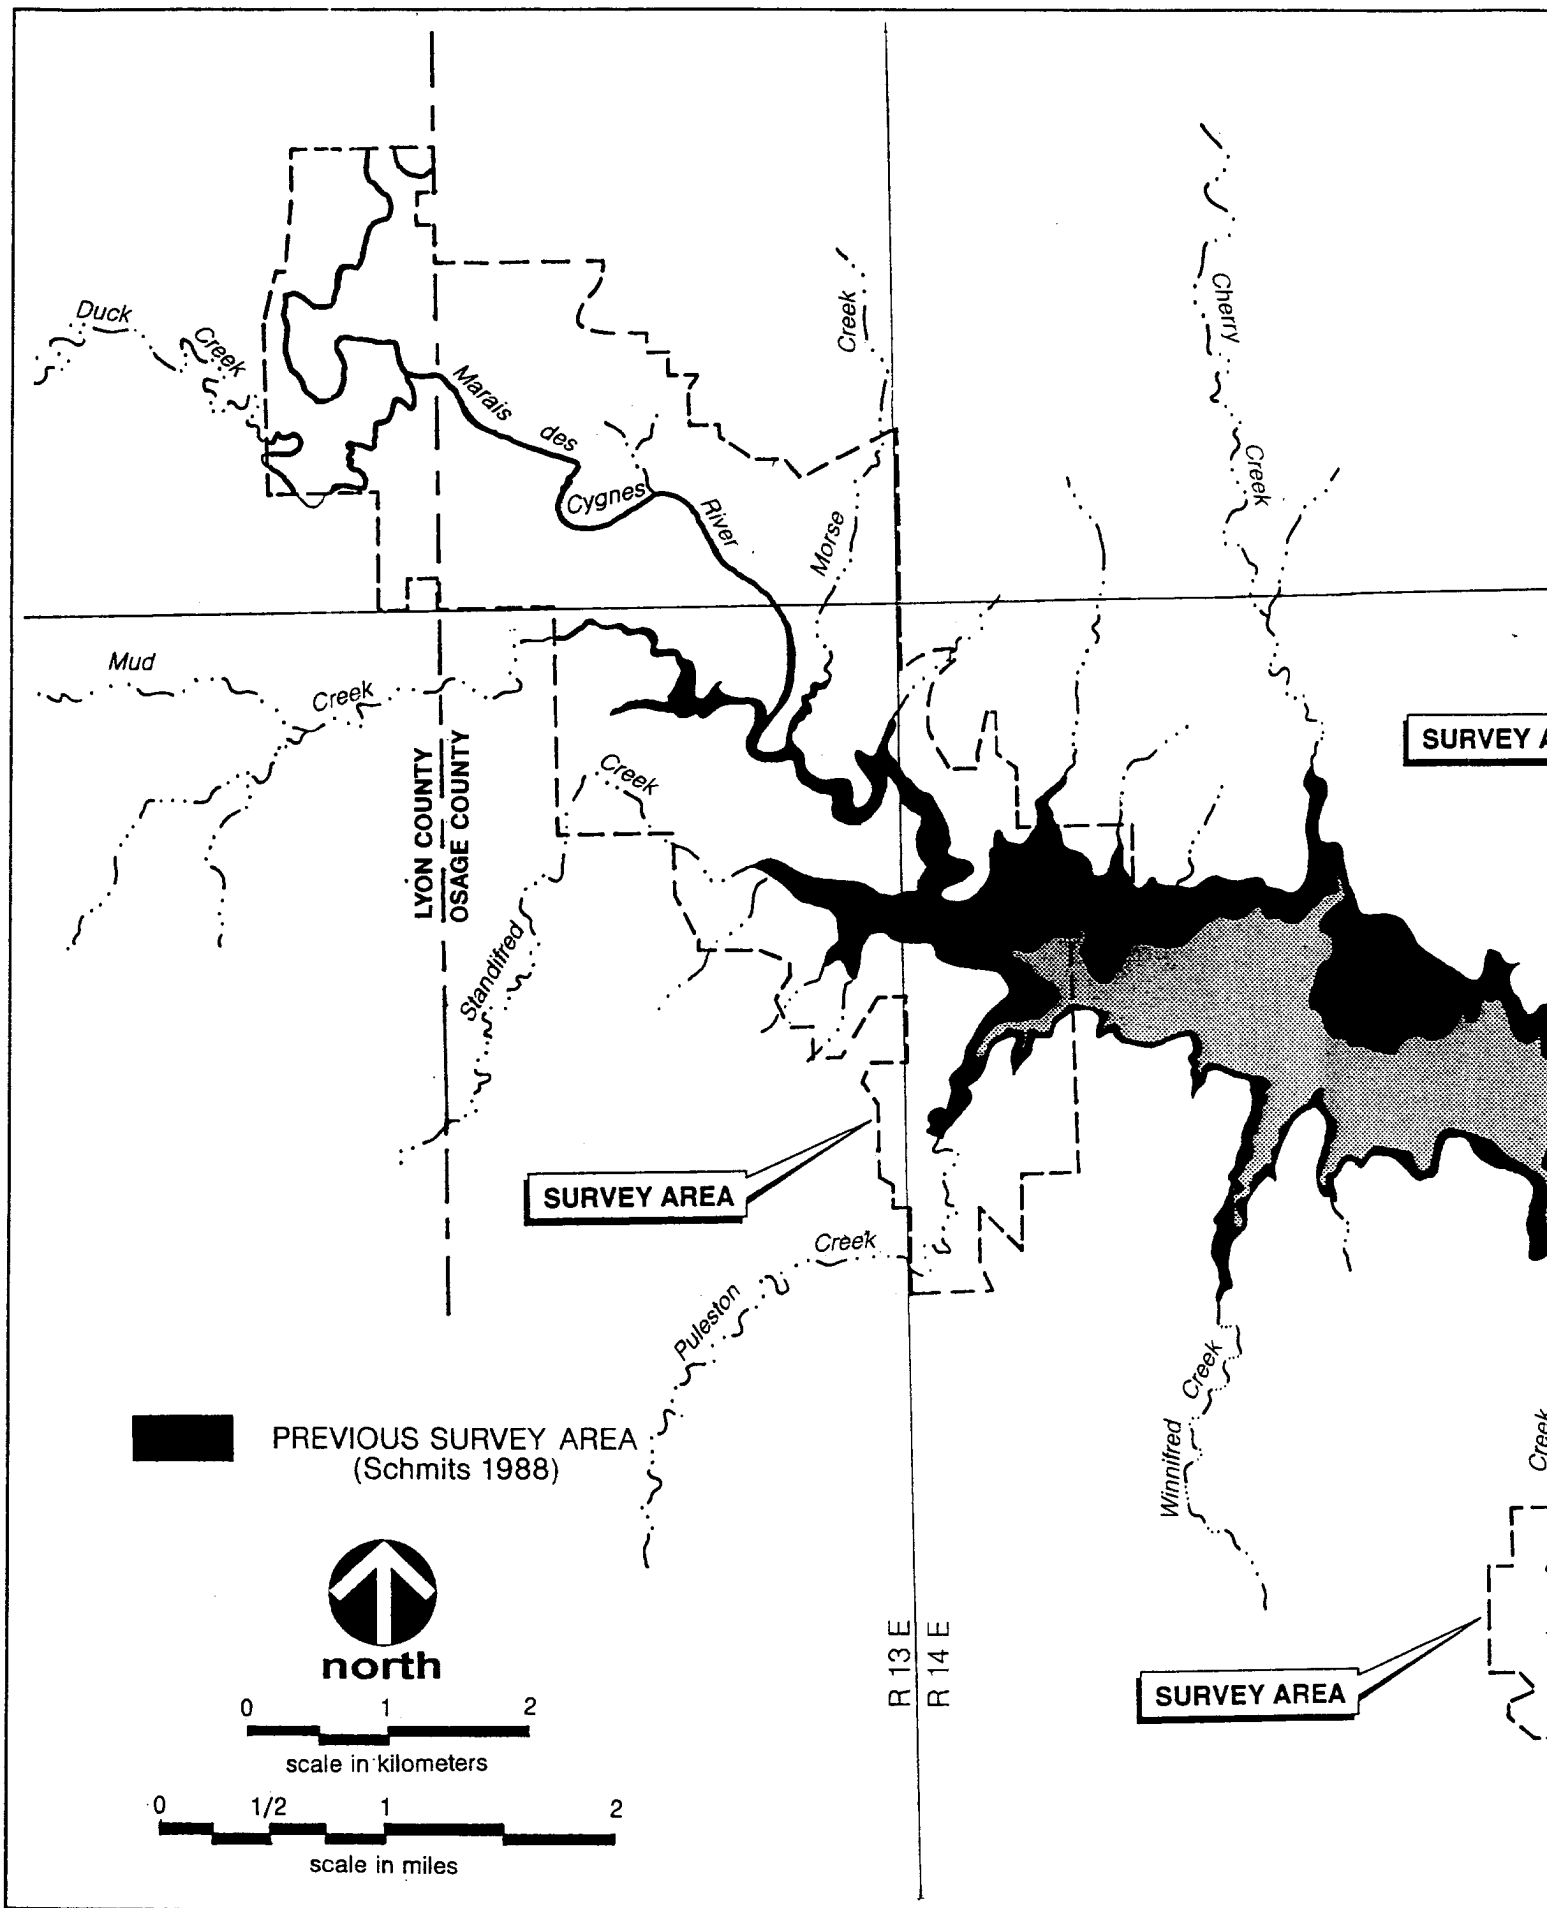 Duck
Creek
Marais
des
Cygnes
River
Creek
Morse
Cherry
Creek
Mud
Creek
LYON COUNTY
OSAGE COUNTY
Creek
Standifred
SURVEY A
SURVEY AREA
Creek
Puleston
Creek
Winnifred
Creek
PREVIOUS SURVEY AREA
(Schmits 1988)
north
0 1 2
scale in kilometers
0 1/2 1 2
scale in miles
R 13 E
R 14 E
SURVEY AREA